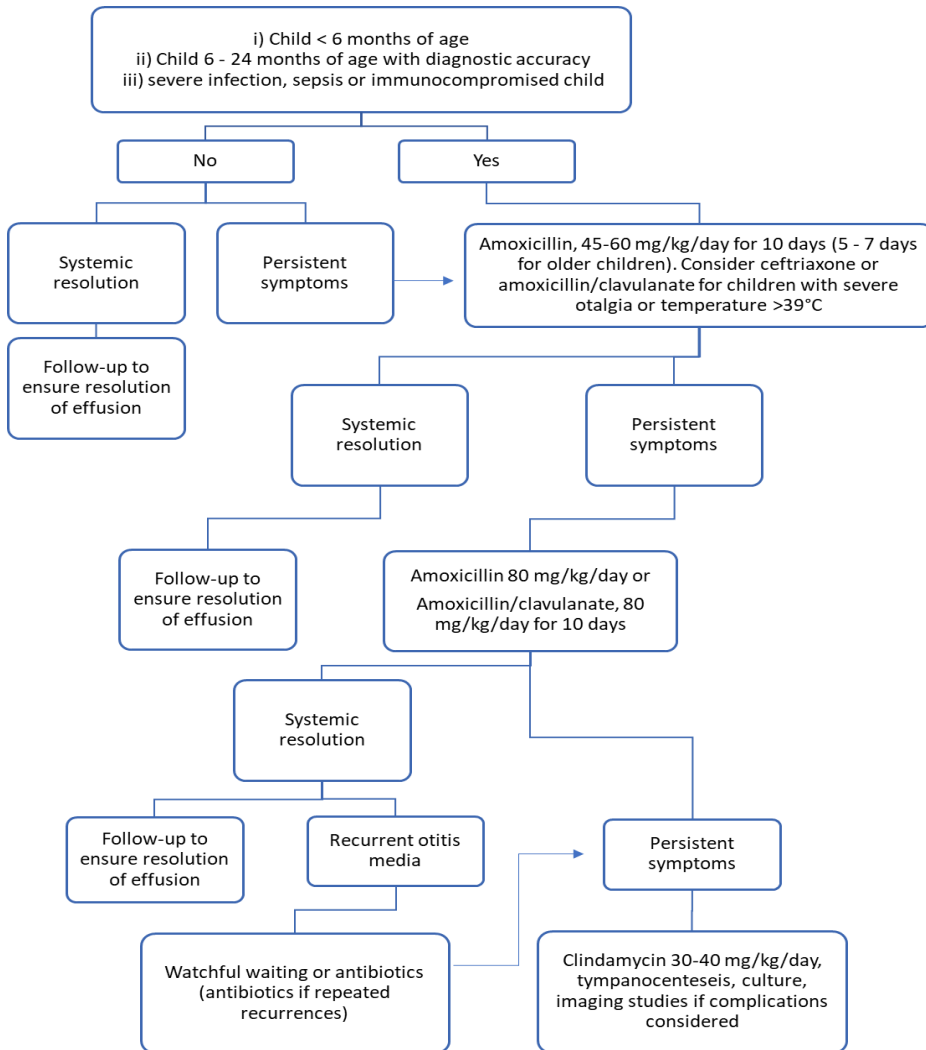 i) Child < 6 months of age
ii) Child 6 - 24 months of age with diagnostic accuracy
iii) severe infection, sepsis or immunocompromised child
No
Yes
Systemic
resolution
Persistent
symptoms
Amoxicillin, 45-60 mg/kg/day for 10 days (5 - 7 days
for older children). Consider ceftriaxone or
amoxicillin/clavulanate for children with severe
otalgia or temperature >39°C
Follow-up to
ensure resolution
of effusion
Systemic
resolution
Persistent
symptoms
Follow-up to
ensure resolution
of effusion
Amoxicillin 80 mg/kg/day or
Amoxicillin/clavulanate, 80
mg/kg/day for 10 days
Systemic
resolution
Follow-up to
ensure resolution
of effusion
Recurrent otitis
media
Persistent
symptoms
Watchful waiting or antibiotics
(antibiotics if repeated
recurrences)
Clindamycin 30-40 mg/kg/day,
tympanocenteseis, culture,
imaging studies if complications
considered